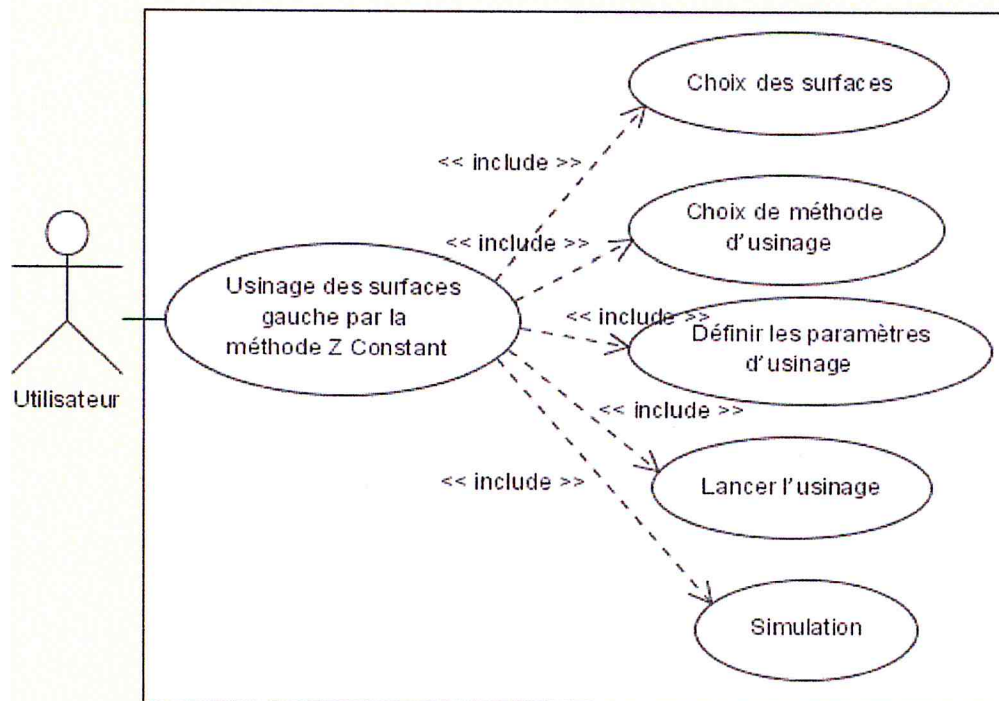 Choix des surfaces
<< include >>
Choix de méthode
d'usinage
<< include >>
Usinage des surfaces
gauche par la
méthode Z Constant
<< include >>
Définir les paramètres
d'usinage
Utilisateur
<< include >>
Lancer l'usinage
<< include >>
Simulation